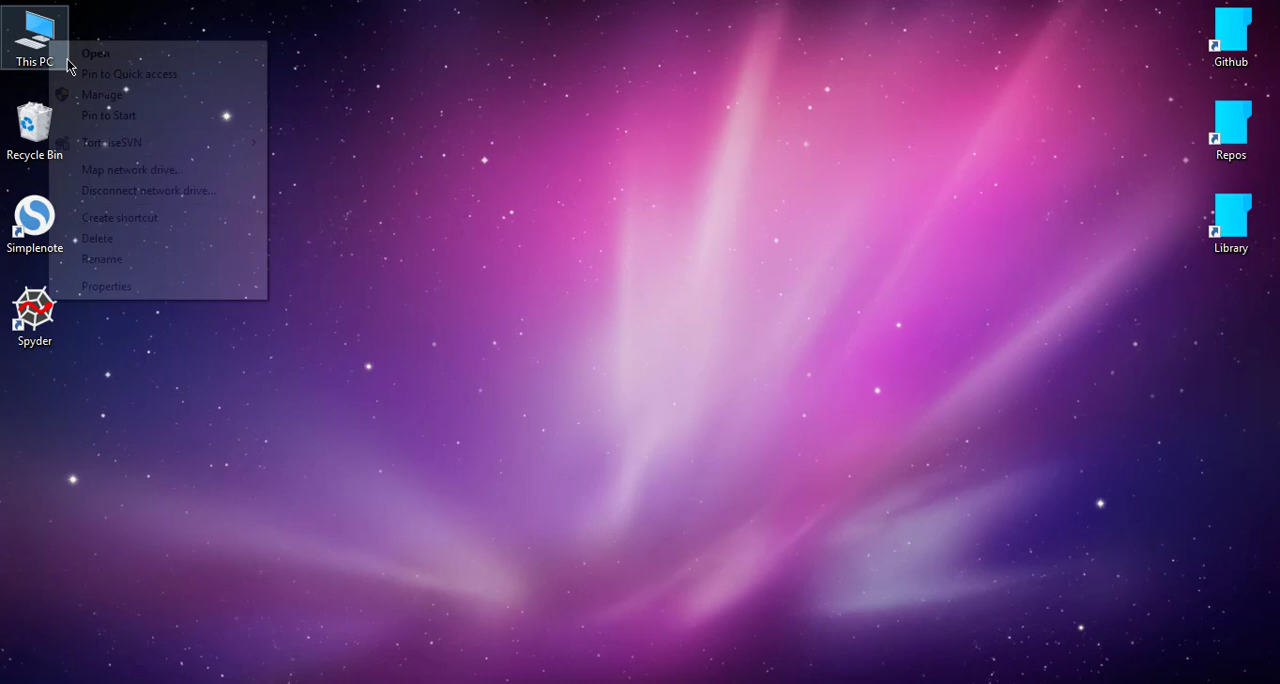 This PC
Open
Pin to Quick access
Manage
Pin to Start
TortoiseSVN
Map network drive...
Disconnect network drive...
Create shortcut
Delete
Rename
Properties
Recycle Bin
Simplenote
Spyder
Github
Repos
Library